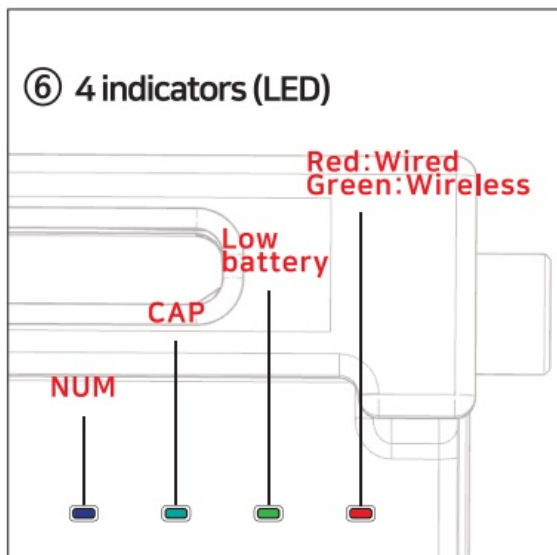 ⑥ 4 indicators (LED)
Red:Wired
Green:Wireless
Low
battery
CAP
NUM